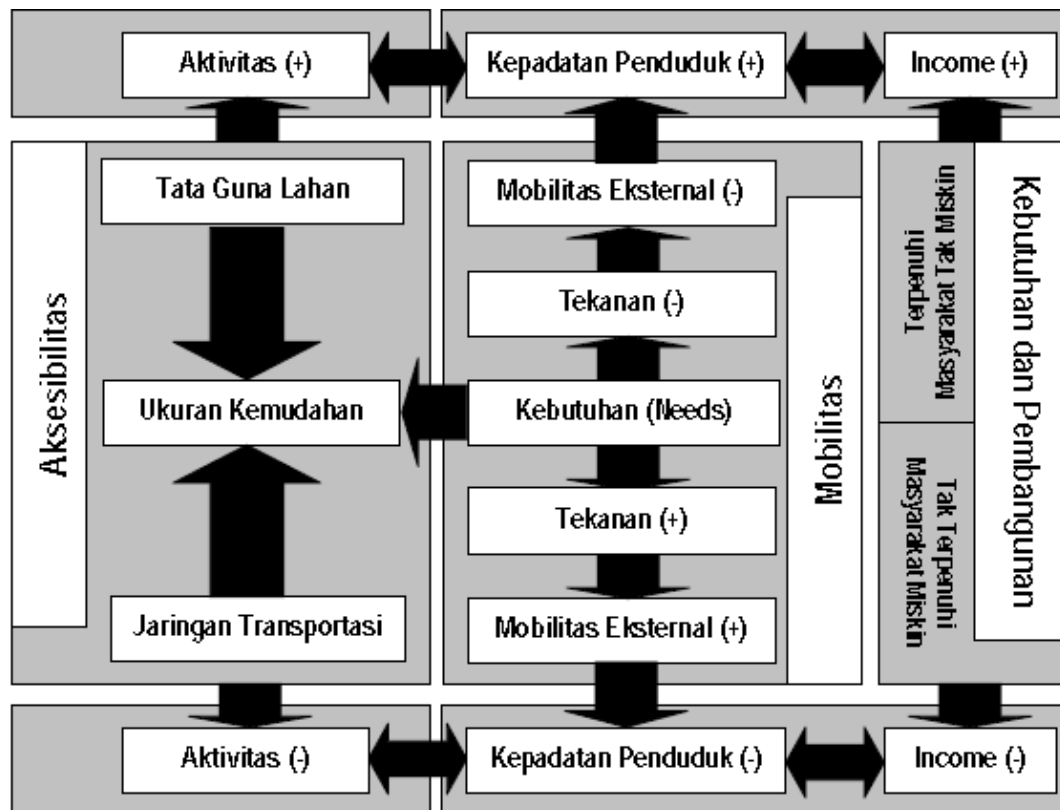 Aktivitas (+)
Kepadatan Penduduk (+)
Income (+)
Aksesibilitas
Tata Guna Lahan
Ukuran Kemudahan
Jaringan Transportasi
Mobilitas Eksternal (-)
Tekanan (-)
Kebutuhan (Needs)
Tekanan (+)
Mobilitas Eksternal (+)
Mobilitas
Terpenuhi
Masyarakat Tak Miskin
Tak Terpenuhi
Masyarakat Miskin
Kebutuhan dan Pembangunan
Aktivitas (-)
Kepadatan Penduduk (-)
Income (-)